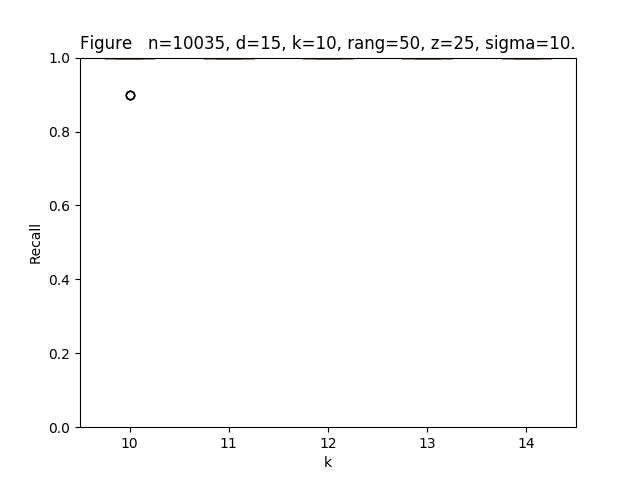 Figure   n=10035, d=15, k=10, rang=50, z=25, sigma=10.
1.0
0.8
0.6
0.4
0.2
0.0
Recall
10 11 12 13 14
k